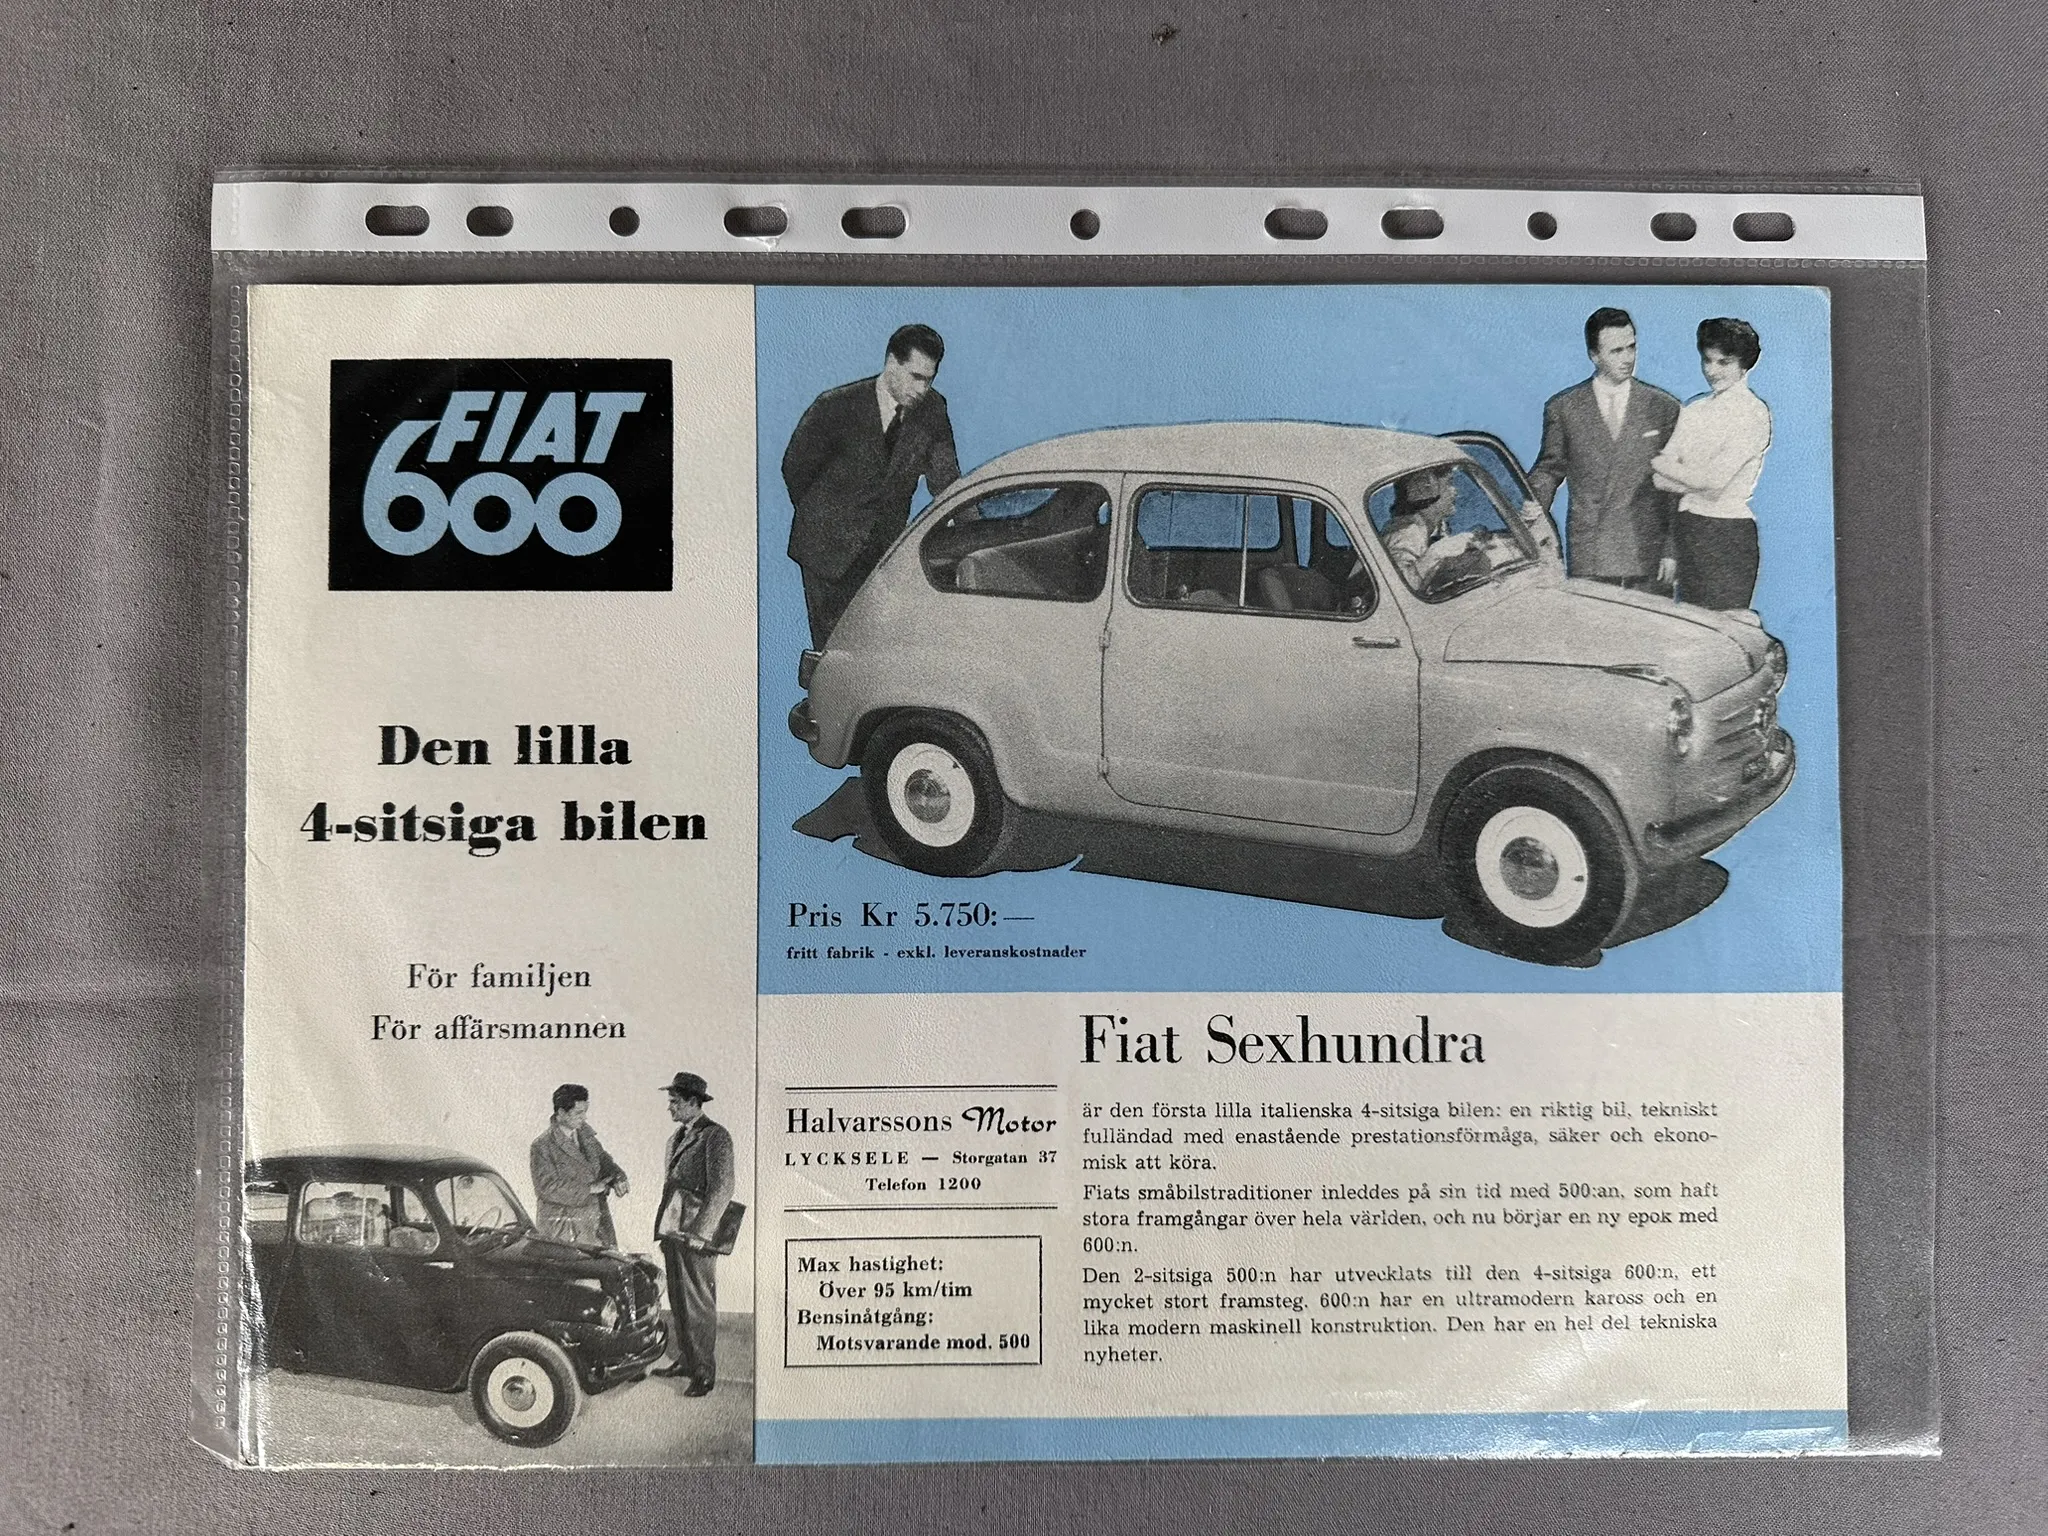 FIAT
600
Den lilla
4-sitsiga bilen
För familjen
För affärsmannen
Pris Kr 5.750:—
fritt fabrik - exkl. leveranskostnader
Halvarssons Motor
LYCKSELE — Storgatan 37
Telefon 1200
Max hastighet:
Över 95 km/tim
Bensinåtgång:
Motsvarande mod. 500
Fiat Sexhundra
är den första lilla italienska 4-sitsiga bilen: en riktig bil, tekniskt
fulländad med enastående prestationsförmåga, säker och ekono-
misk att köra.
Fiats småbilstraditioner inleddes på sin tid med 500:an, som haft
stora framgångar över hela världen, och nu börjar en ny epok med
600:n.
Den 2-sitsiga 500:n har utvecklats till den 4-sitsiga 600:n, ett
mycket stort framsteg. 600:n har en ultramodern kaross och en
lika modern maskinell konstruktion. Den har en hel del tekniska
nyheter.